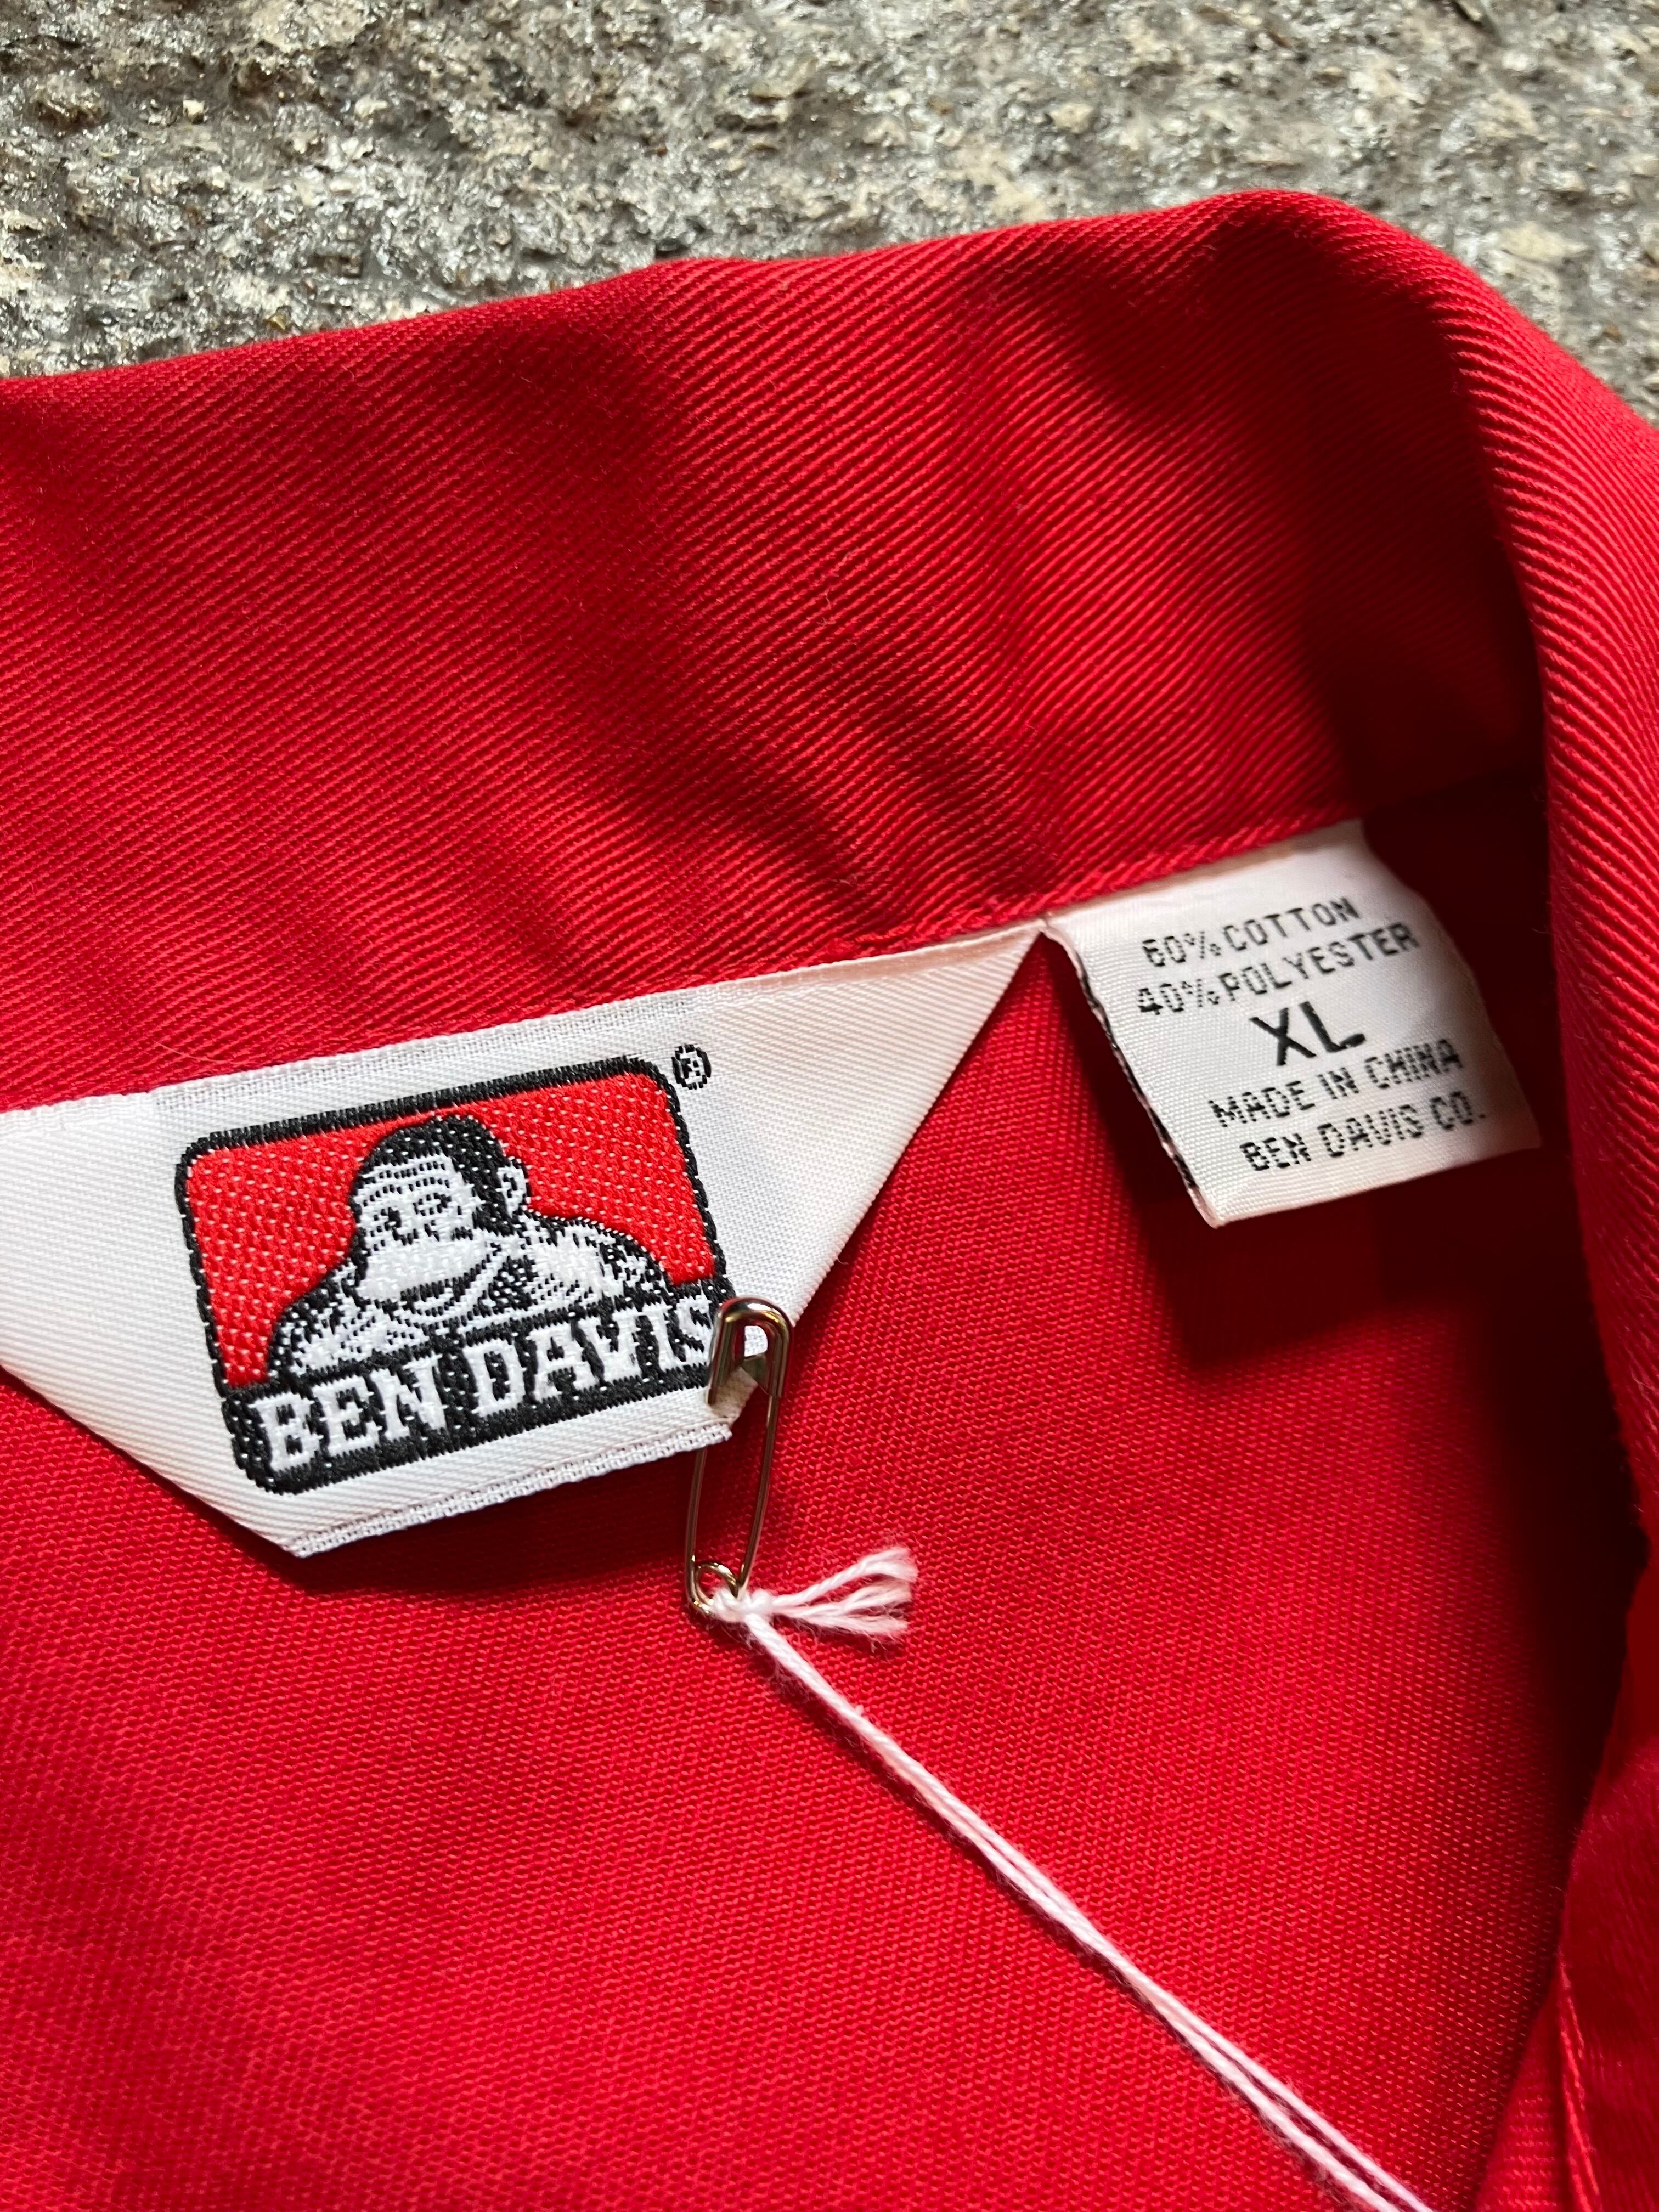 BEN DAVIS
®
60% COTTON
40% POLYESTER
XL
MADE IN CHINA
BEN DAVIS CO.